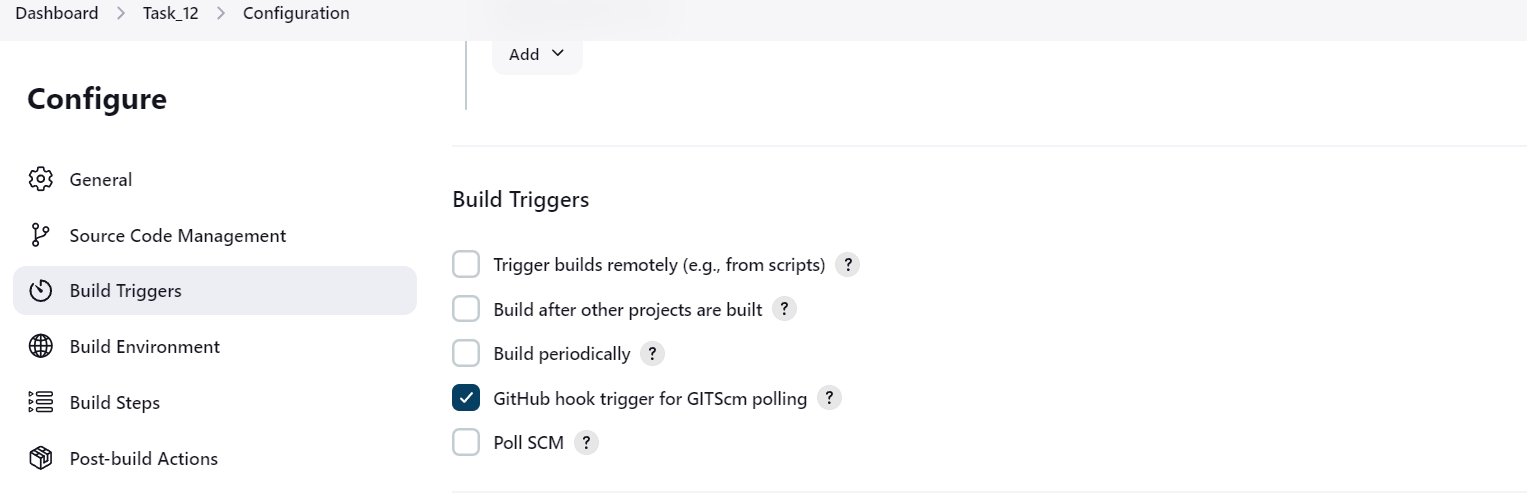 Dashboard > Task_12 > Configuration
Add
Configure
General
Source Code Management
Build Triggers
Build Environment
Build Steps
Post-build Actions
Build Triggers
Trigger builds remotely (e.g., from scripts) ?
Build after other projects are built ?
Build periodically ?
GitHub hook trigger for GITScm polling ?
Poll SCM ?